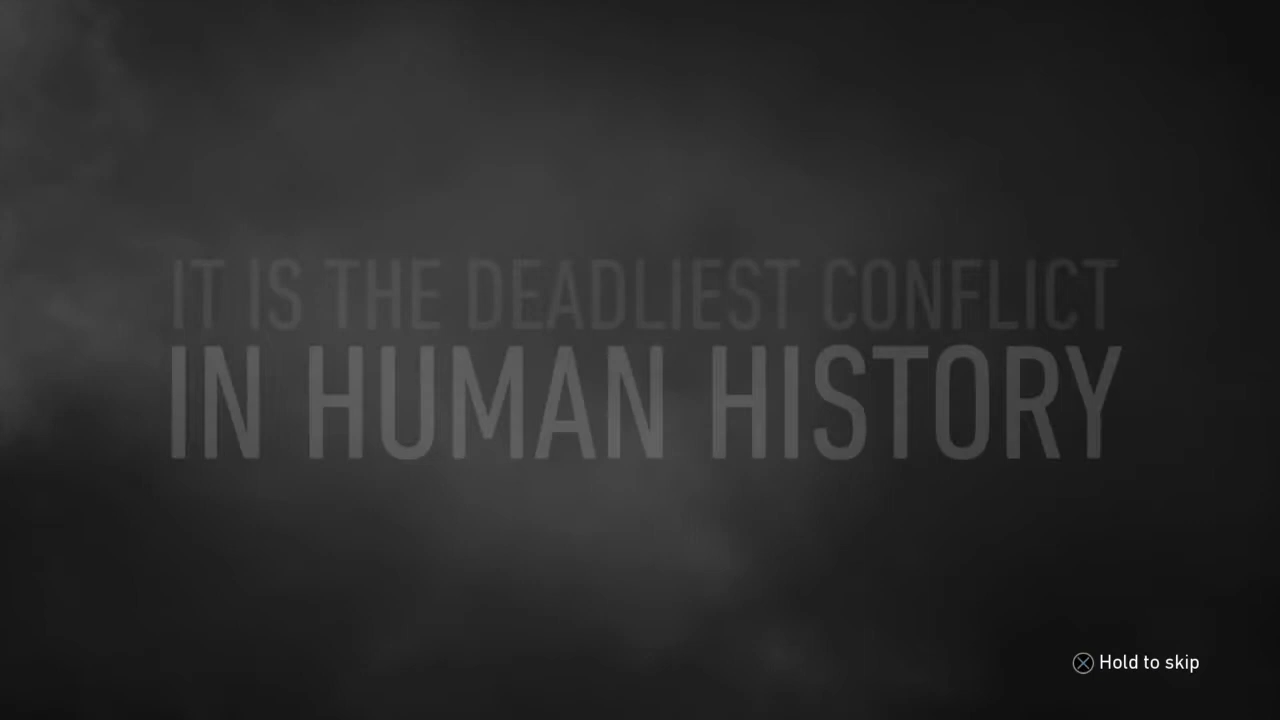 IT IS THE DEADLIEST CONFLICT
IN HUMAN HISTORY
Hold to skip